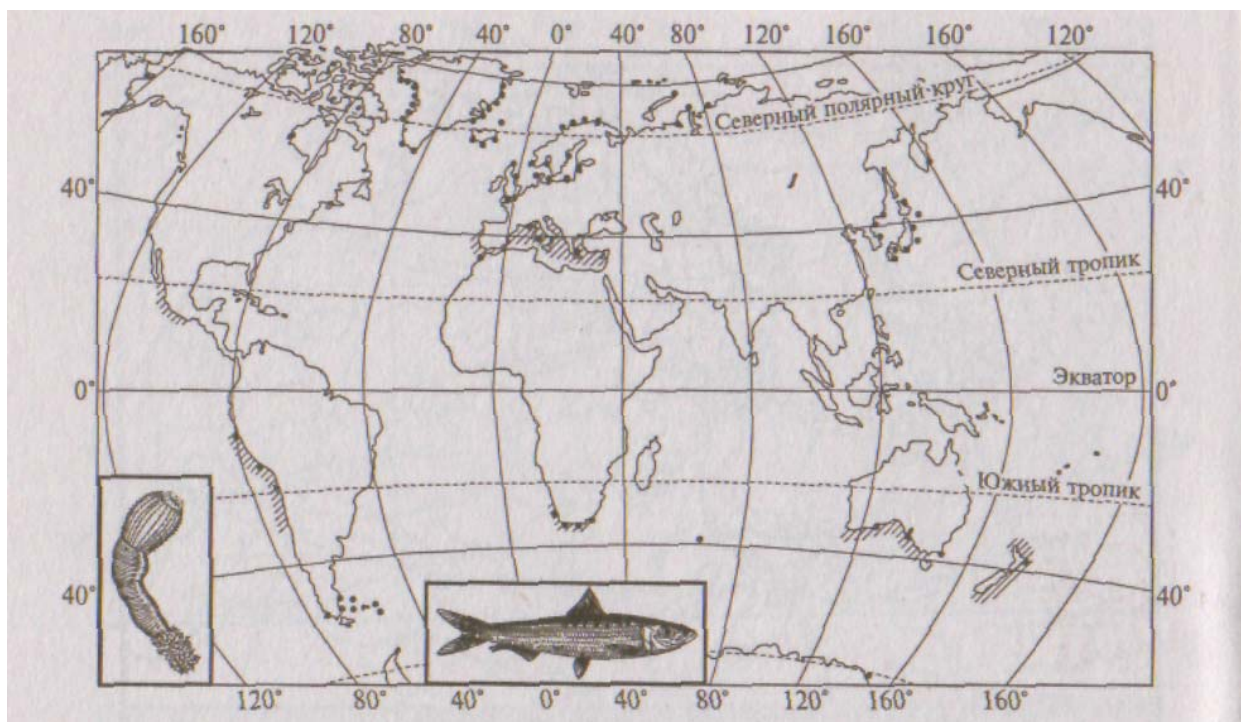 160° 120° 80° 40° 0° 40° 80° 120° 160° 160° 120°
Северный полярный круг
40° 40°
Северный тропик
Экватор
0° 0°
Южный тропик
40° 40°
120° 80° 40° 0° 40° 80° 120° 160° 160°